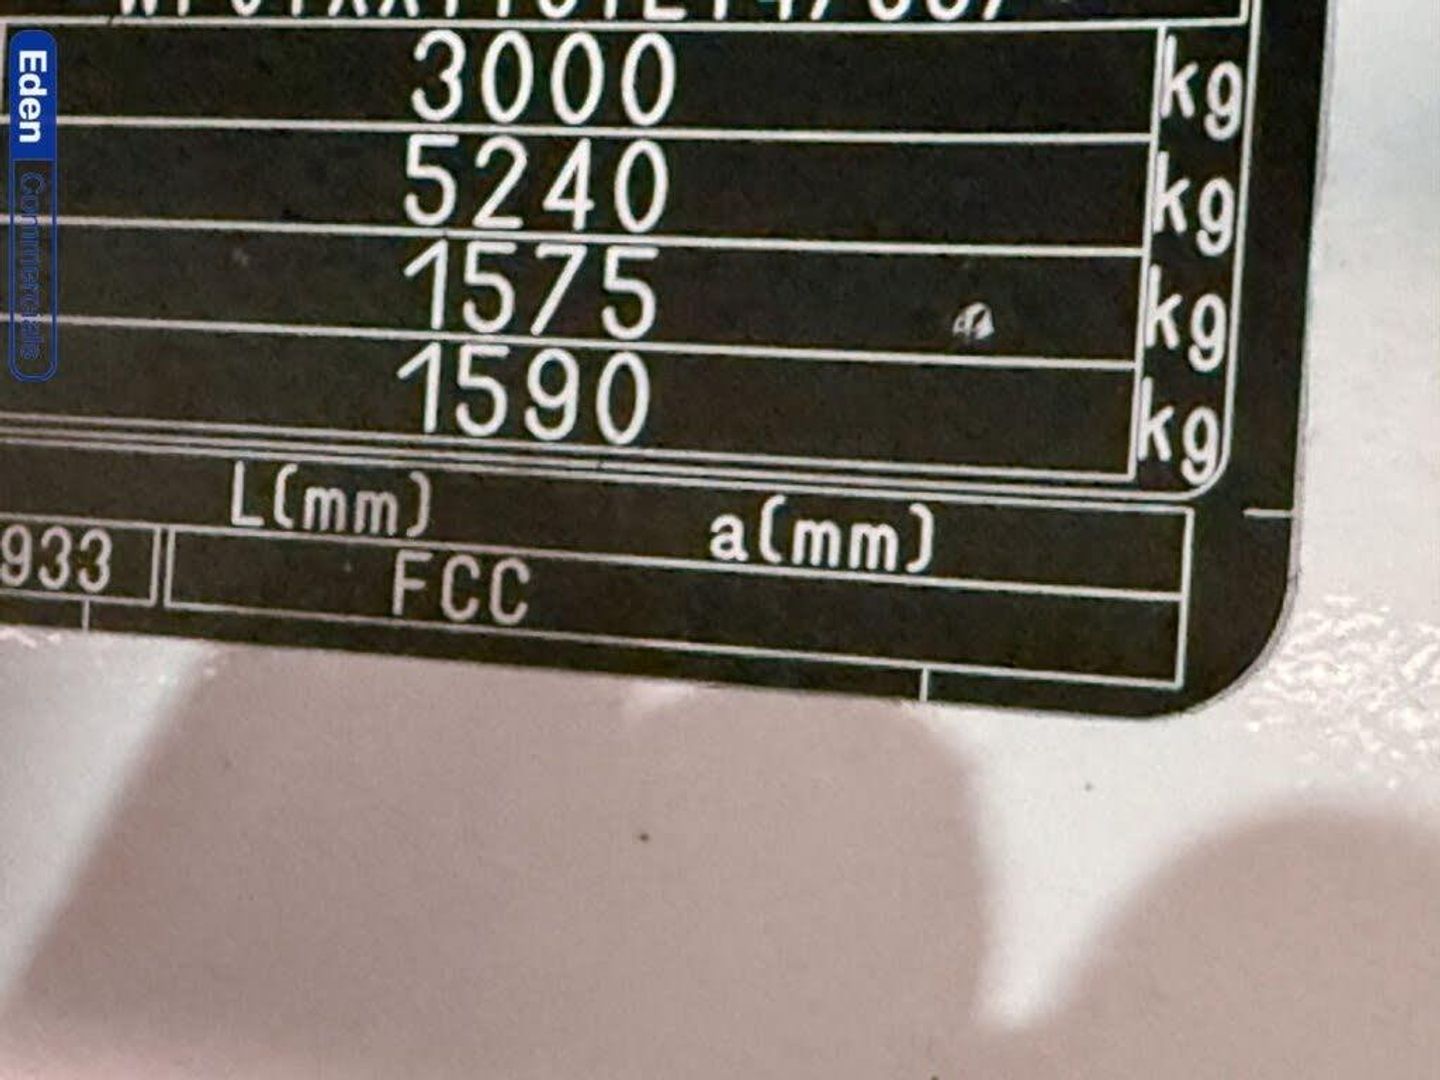 3000 kg
5240 kg
1575 kg
1590 kg
L(mm) a(mm)
933 FCC
Eden
Commercials